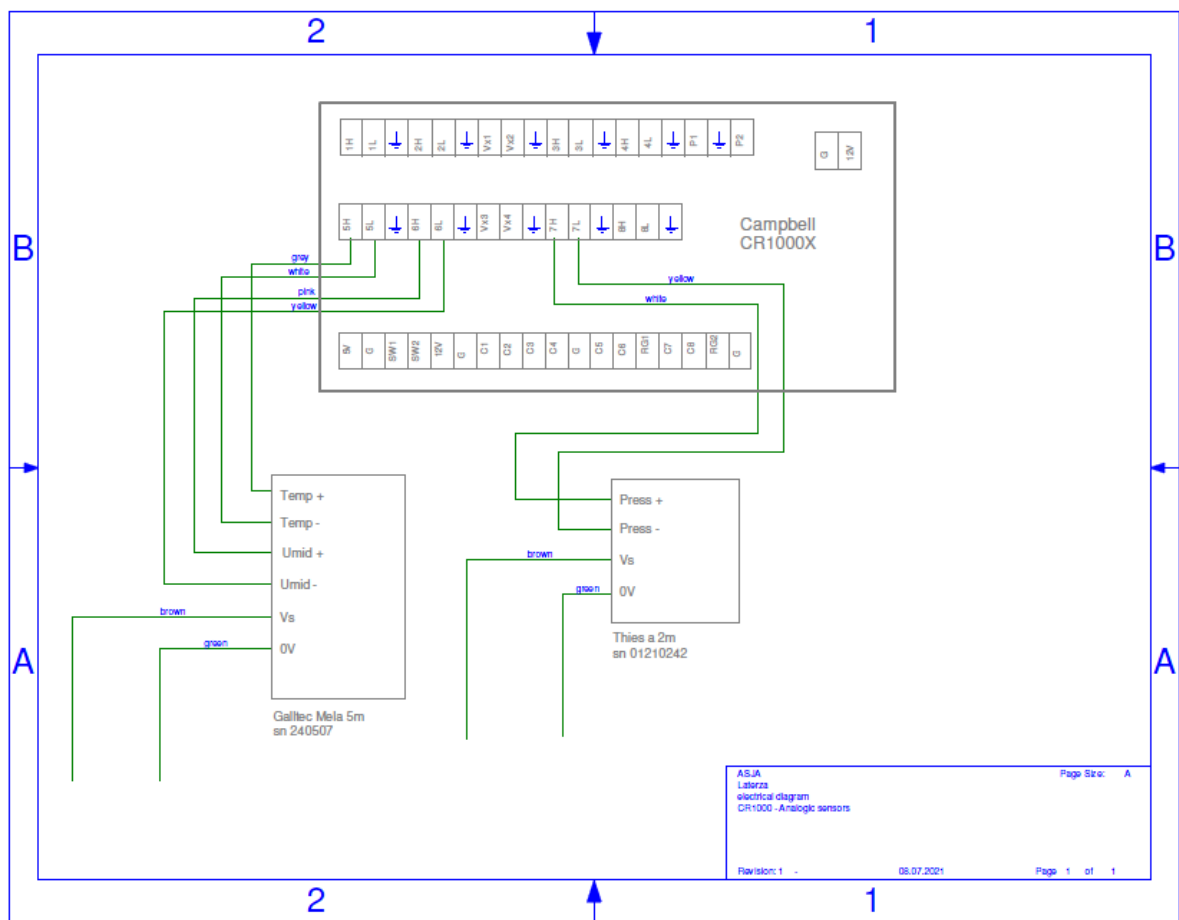 2 1
1H 1L 2H 2L Vx1 Vx2 3H 3L 4H 4L P1 P2
G 12V
5H 5L 6H 6L Vx3 Vx4 7H 7L 8H 8L
Campbell
CR1000X
B B
grey
white
pink
yellow
yellow
white
5V G SW1 SW2 12V G C1 C2 C3 C4 G C5 C6 RG1 C7 C8 RG2 G
Temp +
Temp -
Umid +
Umid -
Vs
0V
brown
green
Galltec Mela 5m
sn 240507
Press +
Press -
Vs
0V
brown
green
Thies a 2m
sn 01210242
A A
ASJA Page Size: A
Laterza
electrical diagram
CR1000 - Analogic sensors
Revision: 1 - 08.07.2021 Page 1 of 1
2 1